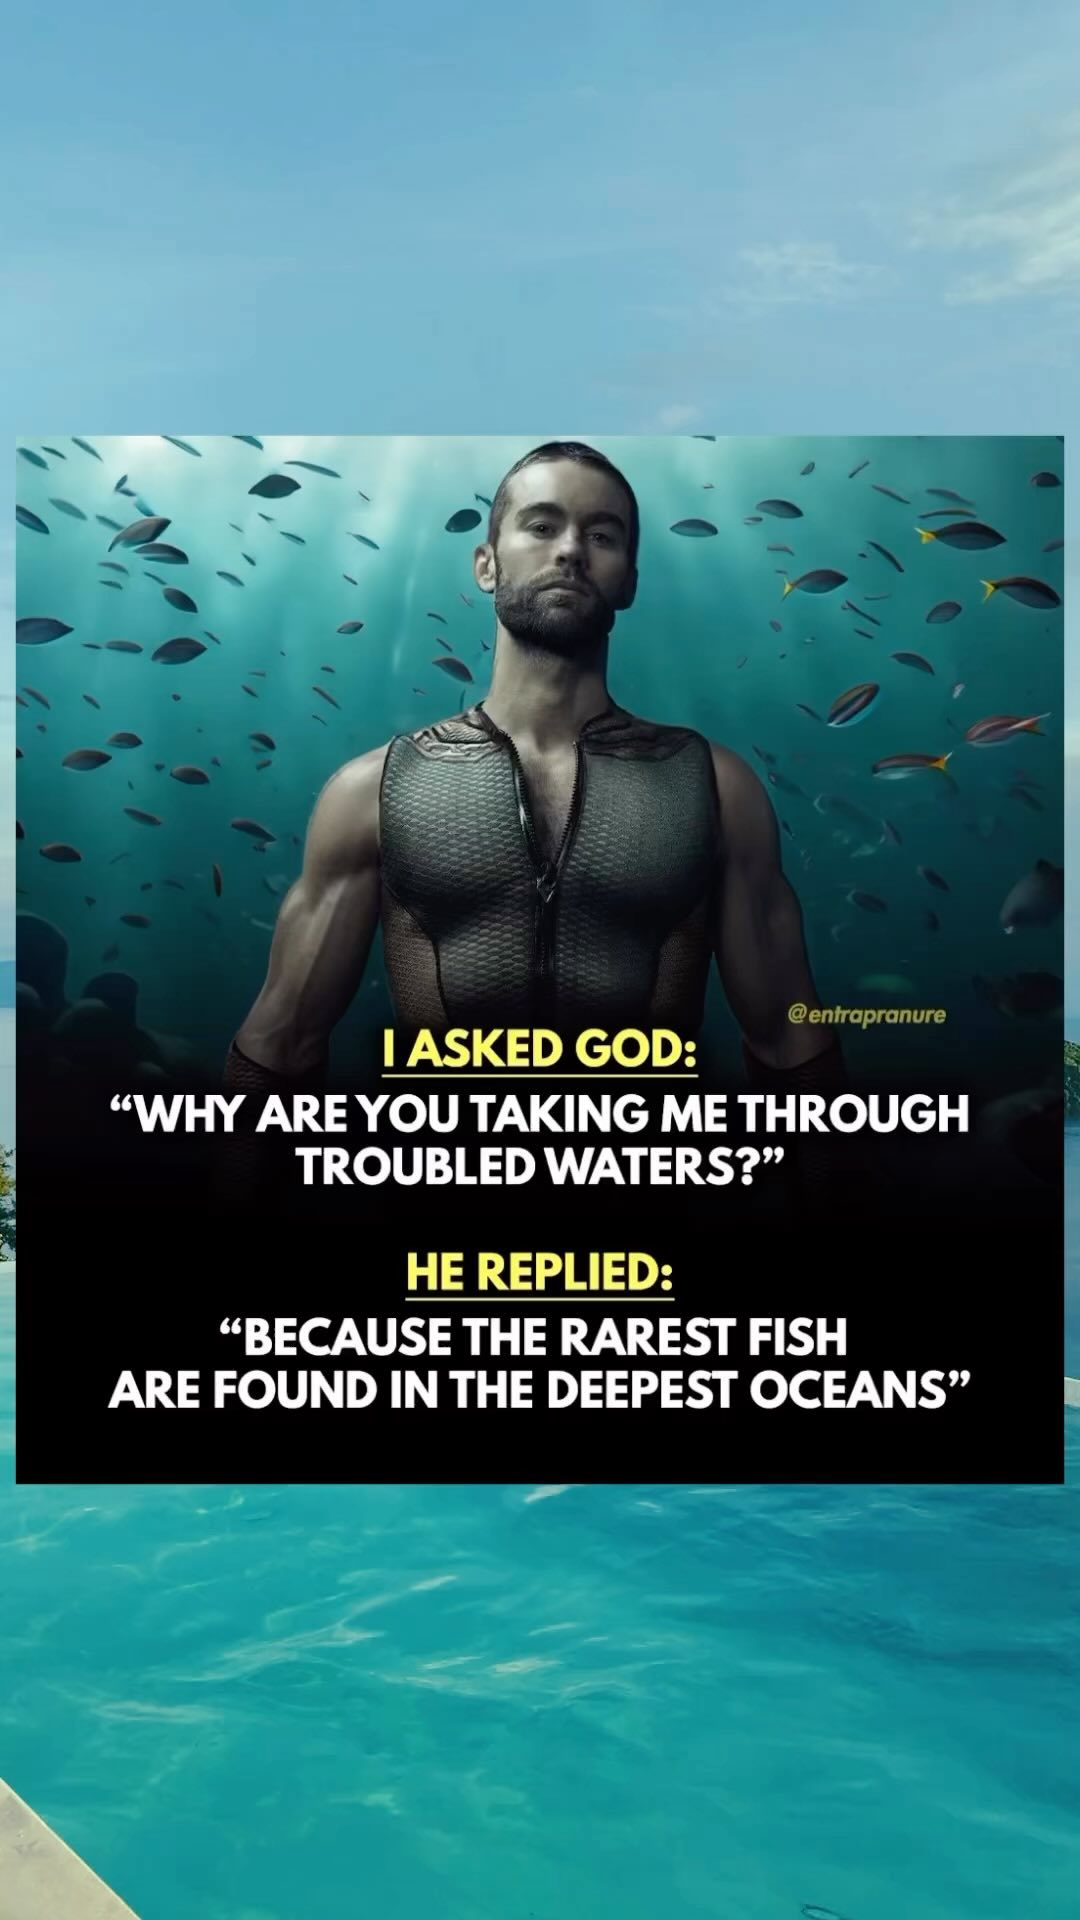 @entrapranure
I ASKED GOD:
“WHY ARE YOU TAKING ME THROUGH
TROUBLED WATERS?”
HE REPLIED:
“BECAUSE THE RAREST FISH
ARE FOUND IN THE DEEPEST OCEANS”